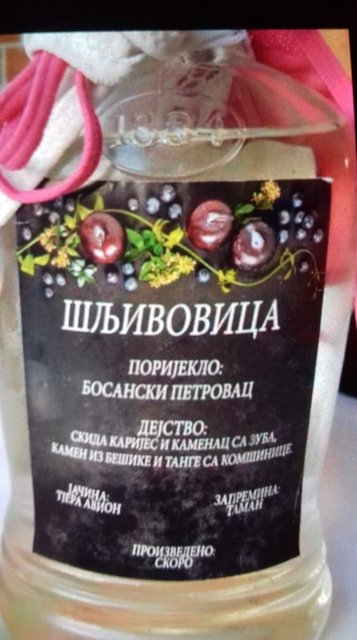 1884
ШЉИВОВИЦА
ПОРИЈЕКЛО:
БОСАНСКИ ПЕТРОВАЦ
ДЕЈСТВО:
СКИДА КАРИЈЕС И КАМЕНАЦ СА ЗУБА,
КАМЕН ИЗ БЕШИКЕ И ТАНГЕ СА КОМШИНИЦЕ
ЈАЧИНА:
ТЈЕРА АВИОН
ЗАПРЕМИНА:
ТАМАН
ПРОИЗВЕДЕНО:
СКОРО